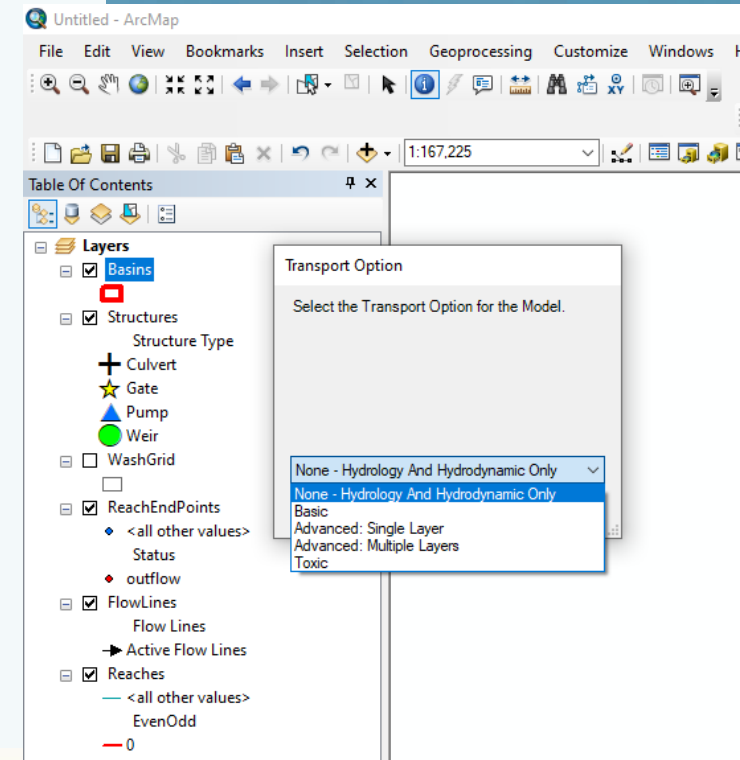 Untitled - ArcMap
File Edit View Bookmarks Insert Selection Geoprocessing Customize Windows
XY
1:167,225
Table Of Contents
Layers
Basins
Structures
Structure Type
Culvert
Gate
Pump
Weir
WashGrid
ReachEndPoints
<all other values>
Status
outflow
FlowLines
Flow Lines
Active Flow Lines
Reaches
<all other values>
EvenOdd
0
Transport Option
Select the Transport Option for the Model.
None - Hydrology And Hydrodynamic Only
None - Hydrology And Hydrodynamic Only
Basic
Advanced: Single Layer
Advanced: Multiple Layers
Toxic